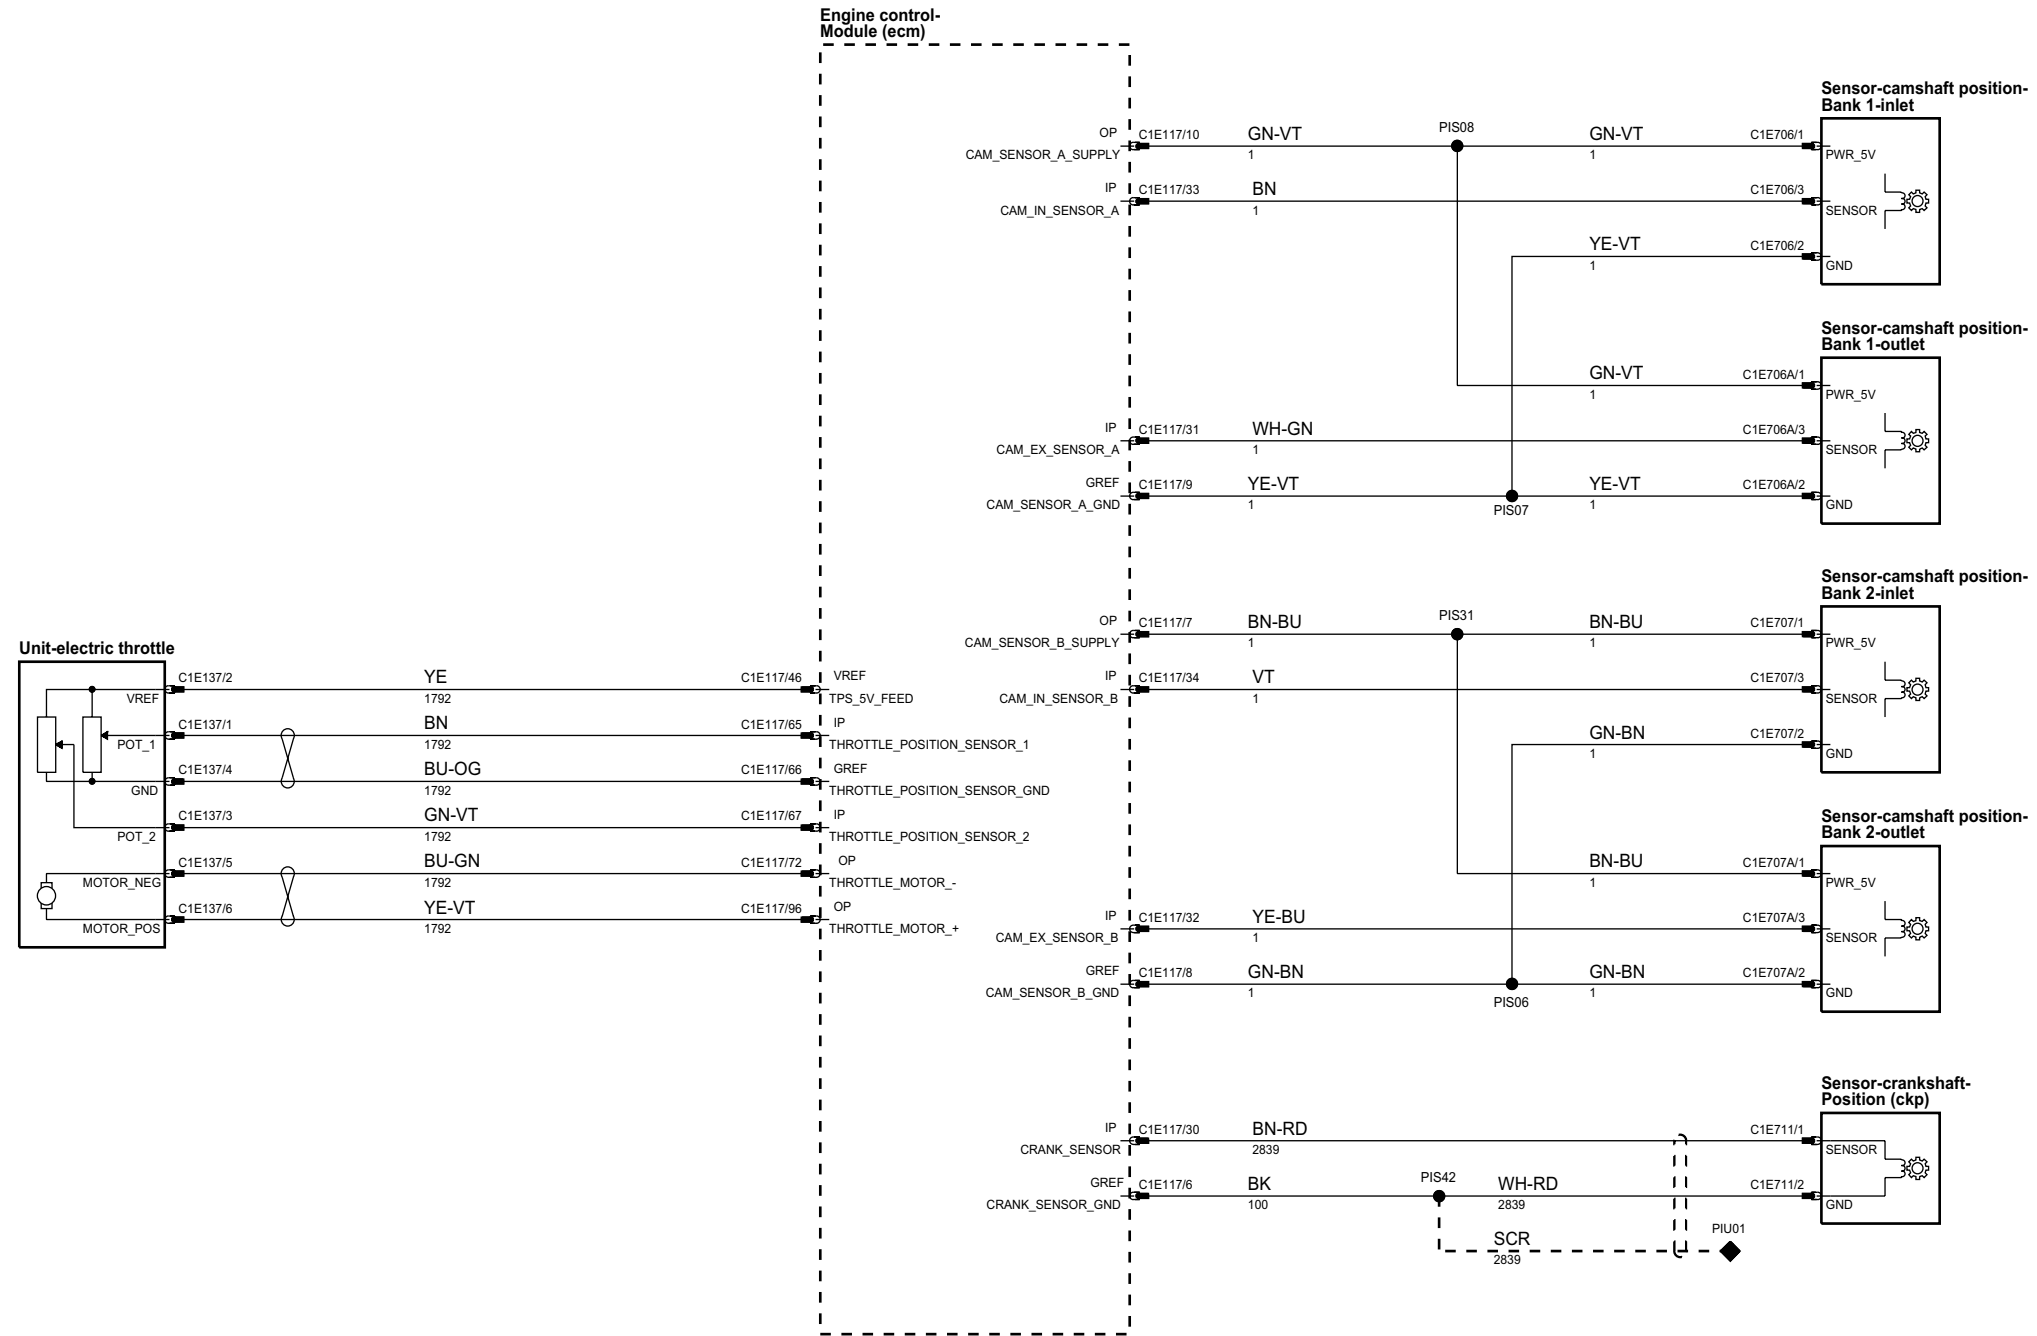 Engine control-
Module (ecm)
OP
CAM_SENSOR_A_SUPPLY
C1E117/10
GN-VT
1
PIS08
GN-VT
1
C1E706/1
Sensor-camshaft position-
Bank 1-inlet
PWR_5V
IP
CAM_IN_SENSOR_A
C1E117/33
BN
1
C1E706/3
SENSOR
YE-VT
1
C1E706/2
GND
Sensor-camshaft position-
Bank 1-outlet
GN-VT
1
C1E706A/1
PWR_5V
IP
CAM_EX_SENSOR_A
C1E117/31
WH-GN
1
C1E706A/3
SENSOR
GREF
CAM_SENSOR_A_GND
C1E117/9
YE-VT
1
PIS07
YE-VT
1
C1E706A/2
GND
Sensor-camshaft position-
Bank 2-inlet
OP
CAM_SENSOR_B_SUPPLY
C1E117/7
BN-BU
1
PIS31
BN-BU
1
C1E707/1
PWR_5V
IP
CAM_IN_SENSOR_B
C1E117/34
VT
1
C1E707/3
SENSOR
GN-BN
1
C1E707/2
GND
Sensor-camshaft position-
Bank 2-outlet
BN-BU
1
C1E707A/1
PWR_5V
IP
CAM_EX_SENSOR_B
C1E117/32
YE-BU
1
C1E707A/3
SENSOR
GREF
CAM_SENSOR_B_GND
C1E117/8
GN-BN
1
PIS06
GN-BN
1
C1E707A/2
GND
Sensor-crankshaft-
Position (ckp)
IP
CRANK_SENSOR
C1E117/30
BN-RD
2839
C1E711/1
SENSOR
GREF
CRANK_SENSOR_GND
C1E117/6
BK
100
PIS42
WH-RD
2839
C1E711/2
GND
SCR
2839
PIU01
Unit-electric throttle
VREF
C1E137/2
YE
1792
C1E117/46
VREF
TPS_5V_FEED
POT_1
C1E137/1
BN
1792
C1E117/65
IP
THROTTLE_POSITION_SENSOR_1
GND
C1E137/4
BU-OG
1792
C1E117/66
GREF
THROTTLE_POSITION_SENSOR_GND
POT_2
C1E137/3
GN-VT
1792
C1E117/67
IP
THROTTLE_POSITION_SENSOR_2
MOTOR_NEG
C1E137/5
BU-GN
1792
C1E117/72
OP
THROTTLE_MOTOR_-
MOTOR_POS
C1E137/6
YE-VT
1792
C1E117/96
OP
THROTTLE_MOTOR_+